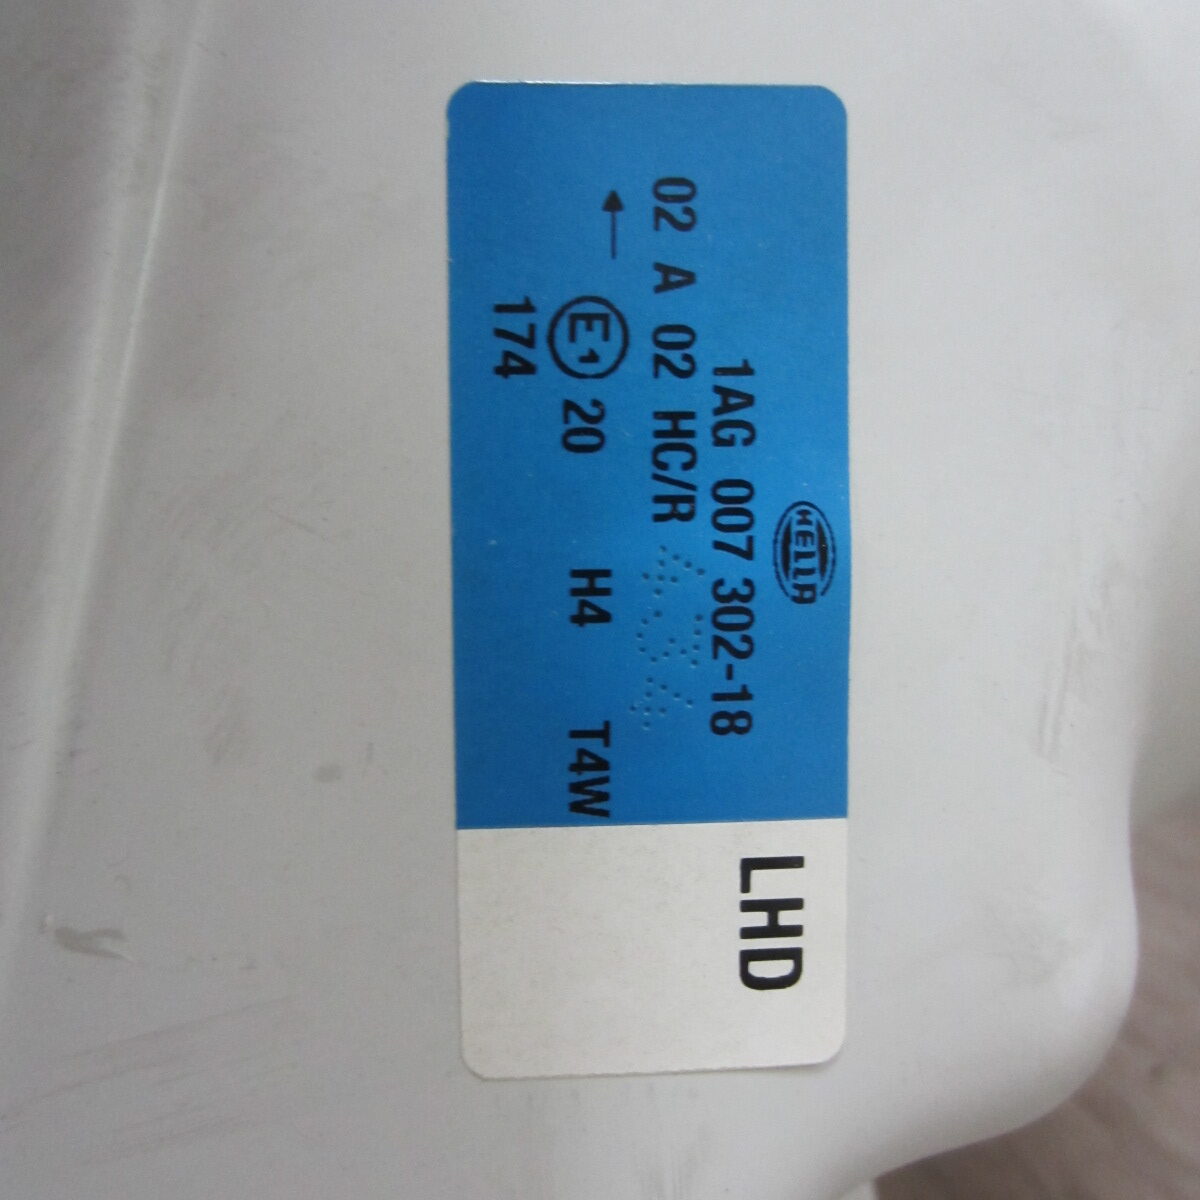 HELLA
1AG 007 302-18
02 A 02 HC/R
E1 20 H4 T4W
174
LHD